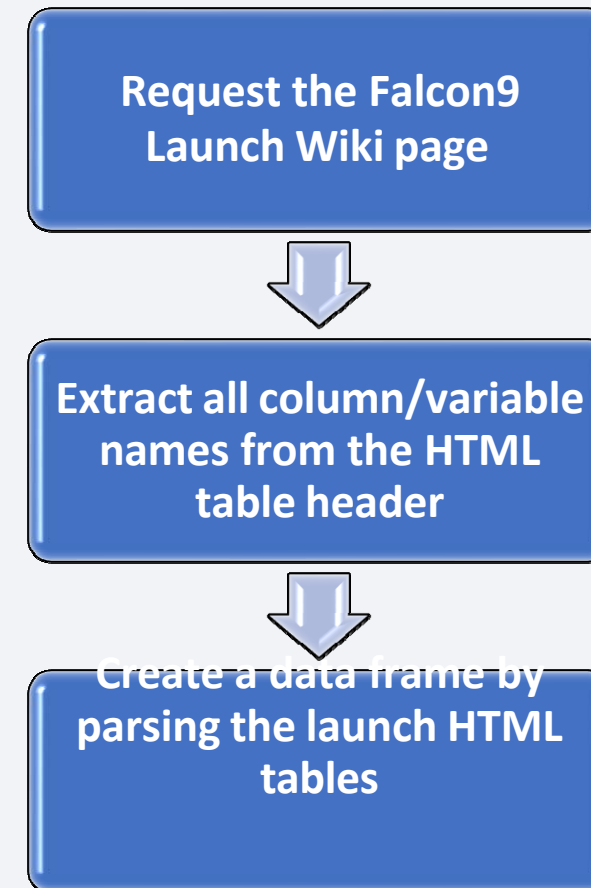 Request the Falcon9
Launch Wiki page
Extract all column/variable
names from the HTML
table header
Create a data frame by
parsing the launch HTML
tables